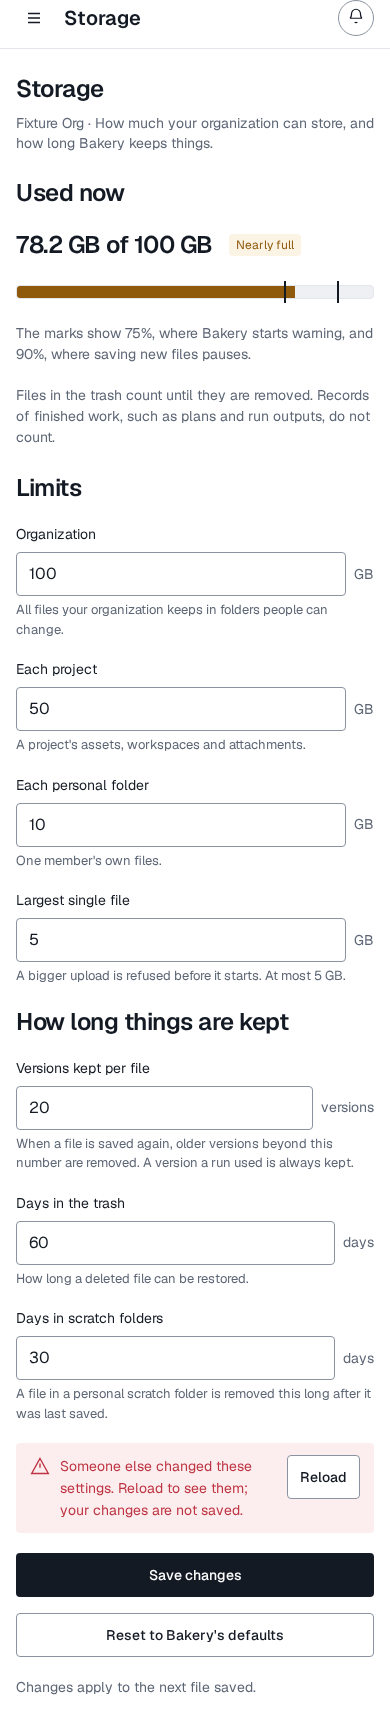 Storage
Storage
Fixture Org · How much your organization can store, and
how long Bakery keeps things.
Used now
78.2 GB of 100 GB Nearly full
The marks show 75%, where Bakery starts warning, and
90%, where saving new files pauses.
Files in the trash count until they are removed. Records
of finished work, such as plans and run outputs, do not
count.
Limits
Organization
100 GB
All files your organization keeps in folders people can
change.
Each project
50 GB
A project's assets, workspaces and attachments.
Each personal folder
10 GB
One member's own files.
Largest single file
5 GB
A bigger upload is refused before it starts. At most 5 GB.
How long things are kept
Versions kept per file
20 versions
When a file is saved again, older versions beyond this
number are removed. A version a run used is always kept.
Days in the trash
60 days
How long a deleted file can be restored.
Days in scratch folders
30 days
A file in a personal scratch folder is removed this long after it
was last saved.
Someone else changed these
settings. Reload to see them;
your changes are not saved.
Reload
Save changes
Reset to Bakery's defaults
Changes apply to the next file saved.